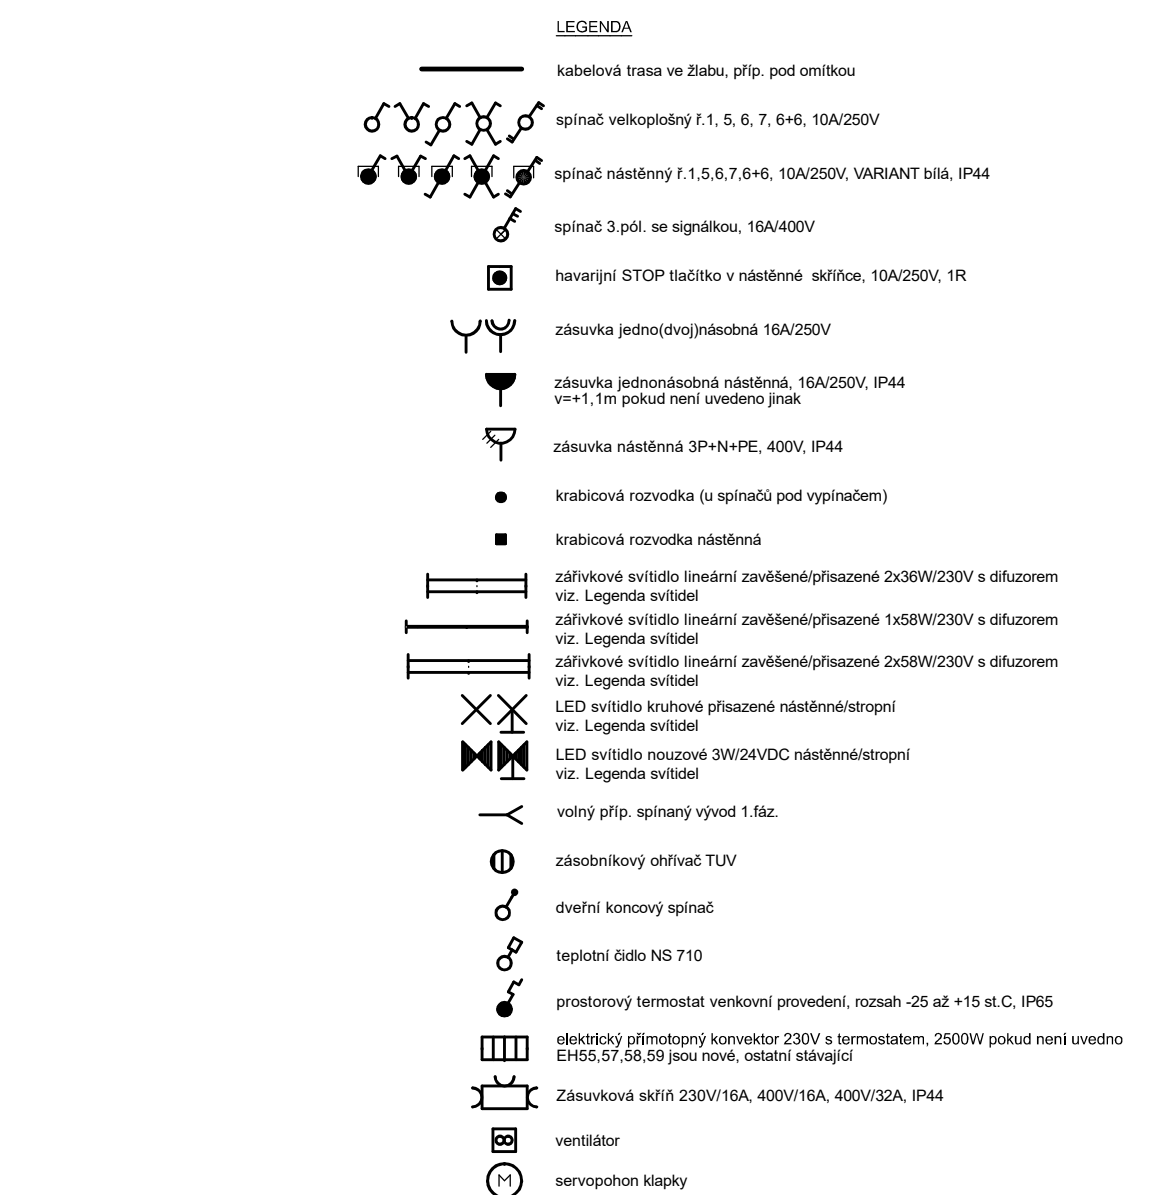 LEGENDA
kabelová trasa ve žlabu, příp. pod omítkou
spínač velkoplošný ř.1, 5, 6, 7, 6+6, 10A/250V
spínač nástěnný ř.1,5,6,7,6+6, 10A/250V, VARIANT bílá, IP44
spínač 3.pól. se signálkou, 16A/400V
havarijní STOP tlačítko v nástěnné skříňce, 10A/250V, 1R
zásuvka jedno(dvoj)násobná 16A/250V
zásuvka jednonásobná nástěnná, 16A/250V, IP44
v=+1,1m pokud není uvedeno jinak
zásuvka nástěnná 3P+N+PE, 400V, IP44
krabicová rozvodka (u spínačů pod vypínačem)
krabicová rozvodka nástěnná
zářivkové svítidlo lineární zavěšené/přisazené 2x36W/230V s difuzorem
viz. Legenda svítidel
zářivkové svítidlo lineární zavěšené/přisazené 1x58W/230V s difuzorem
viz. Legenda svítidel
zářivkové svítidlo lineární zavěšené/přisazené 2x58W/230V s difuzorem
viz. Legenda svítidel
LED svítidlo kruhové přisazené nástěnné/stropní
viz. Legenda svítidel
LED svítidlo nouzové 3W/24VDC nástěnné/stropní
viz. Legenda svítidel
volný příp. spínaný vývod 1.fáz.
zásobníkový ohřívač TUV
dveřní koncový spínač
teplotní čidlo NS 710
prostorový termostat venkovní provedení, rozsah -25 až +15 st.C, IP65
elektrický přímotopný konvektor 230V s termostatem, 2500W pokud není uvedno
EH55,57,58,59 jsou nové, ostatní stávající
Zásuvková skříň 230V/16A, 400V/16A, 400V/32A, IP44
ventilátor
M servopohon klapky